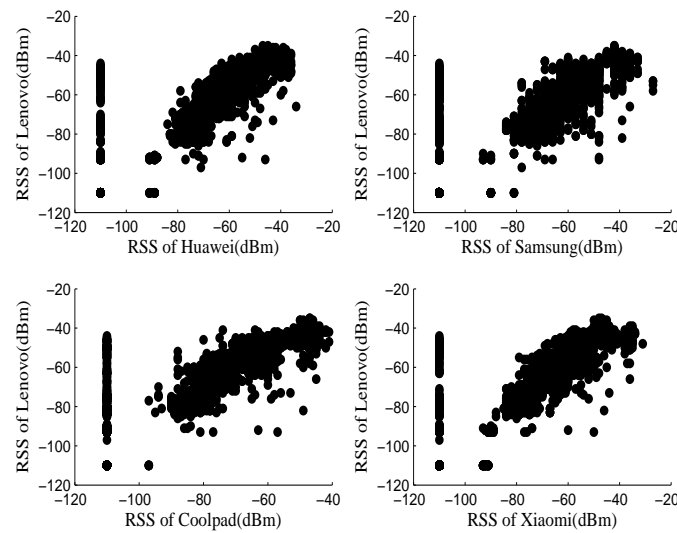 RSS of Lenovo(dBm)
−20
−40
−60
−80
−100
−120
−120 −100 −80 −60 −40 −20
RSS of Huawei(dBm)
RSS of Lenovo(dBm)
−20
−40
−60
−80
−100
−120
−120 −100 −80 −60 −40 −20
RSS of Samsung(dBm)
RSS of Lenovo(dBm)
−20
−40
−60
−80
−100
−120
−120 −100 −80 −60 −40
RSS of Coolpad(dBm)
RSS of Lenovo(dBm)
−20
−40
−60
−80
−100
−120
−120 −100 −80 −60 −40 −20
RSS of Xiaomi(dBm)